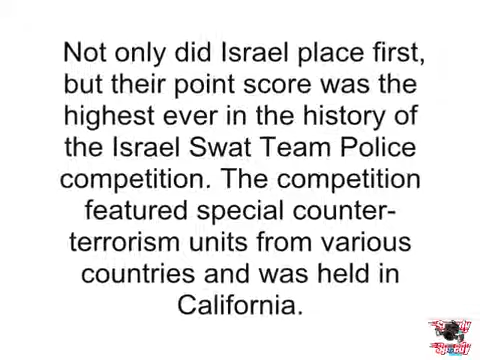 Not only did Israel place first,
but their point score was the
highest ever in the history of
the Israel Swat Team Police
competition. The competition
featured special counter-
terrorism units from various
countries and was held in
California.
Speedy
Speedy